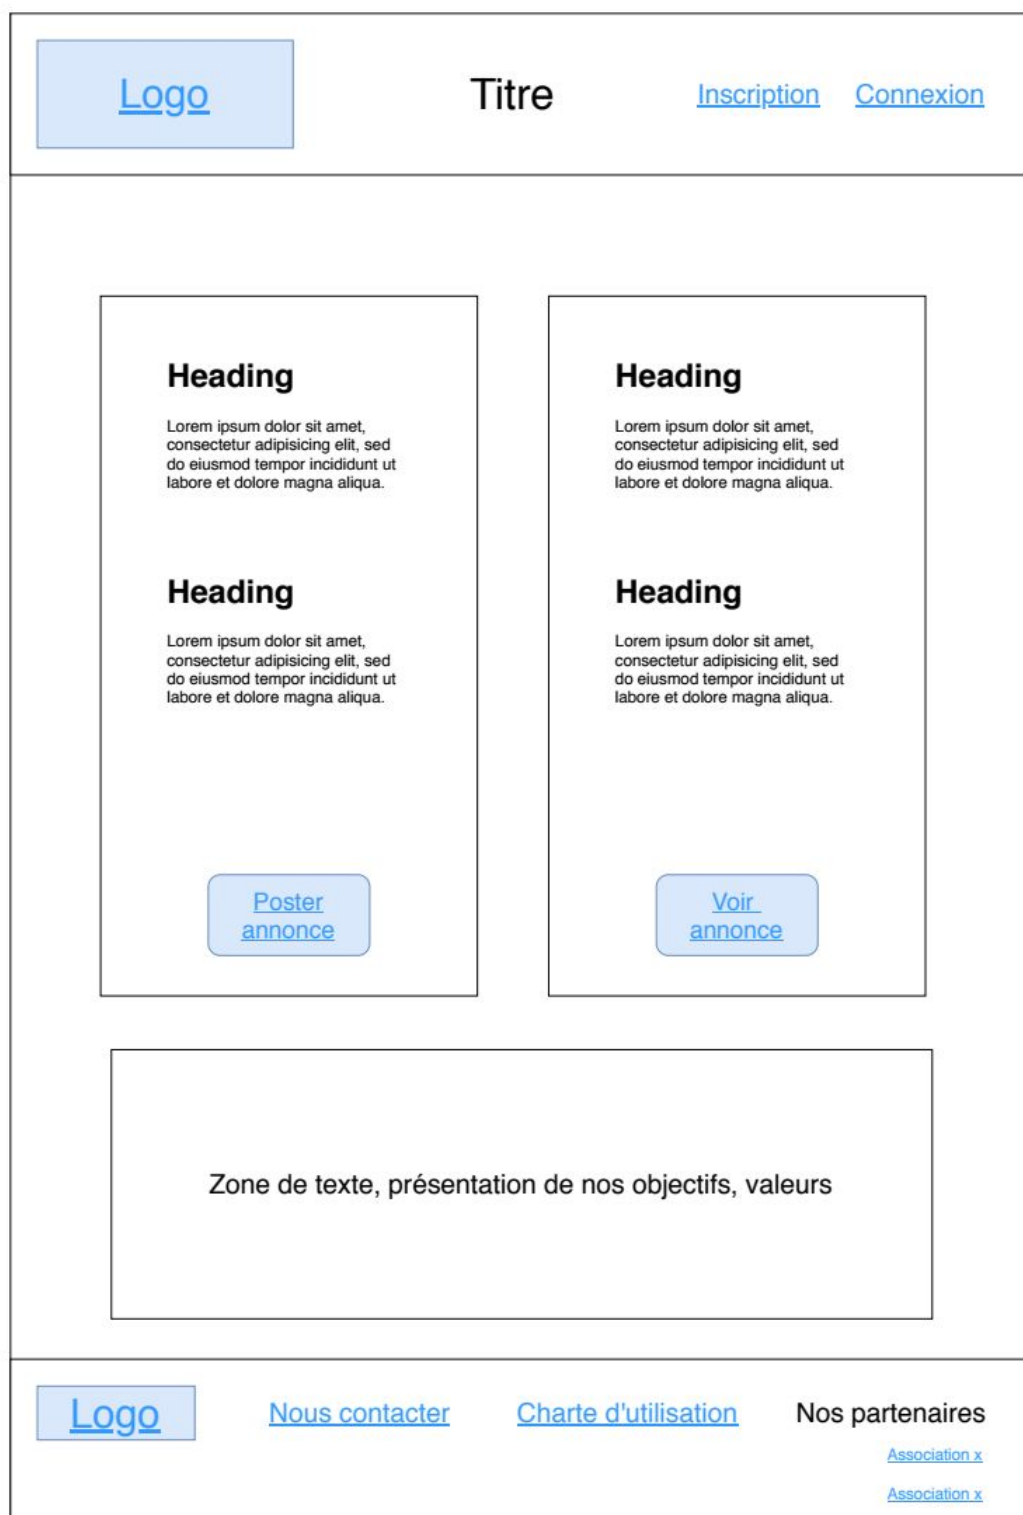 Logo
Titre
Inscription
Connexion
Heading
Lorem ipsum dolor sit amet,
consectetur adipisicing elit, sed
do eiusmod tempor incididunt ut
labore et dolore magna aliqua.
Heading
Lorem ipsum dolor sit amet,
consectetur adipisicing elit, sed
do eiusmod tempor incididunt ut
labore et dolore magna aliqua.
Poster
annonce
Heading
Lorem ipsum dolor sit amet,
consectetur adipisicing elit, sed
do eiusmod tempor incididunt ut
labore et dolore magna aliqua.
Heading
Lorem ipsum dolor sit amet,
consectetur adipisicing elit, sed
do eiusmod tempor incididunt ut
labore et dolore magna aliqua.
Voir
annonce
Zone de texte, présentation de nos objectifs, valeurs
Logo
Nous contacter
Charte d'utilisation
Nos partenaires
Association x
Association x